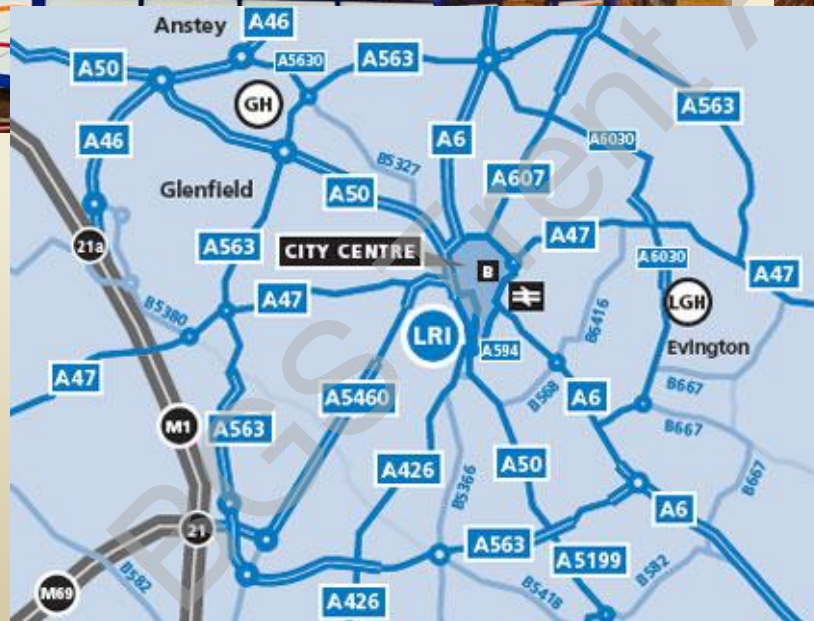 Anstey
A46
A50
A5630
A563
GH
A563
A46
A6
A6030
B5327
Glenfield
A50
A607
21a
A563
CITY CENTRE
A47
B
A6030
A47
A47
LGH
B5380
B6416
LRI
A594
Evington
A47
A5460
B568
A6
B667
M1
A563
B667
A426
B5366
A50
B667
A6
21
A563
A5199
B582
M69
B582
B5418
A426
BGS Trent